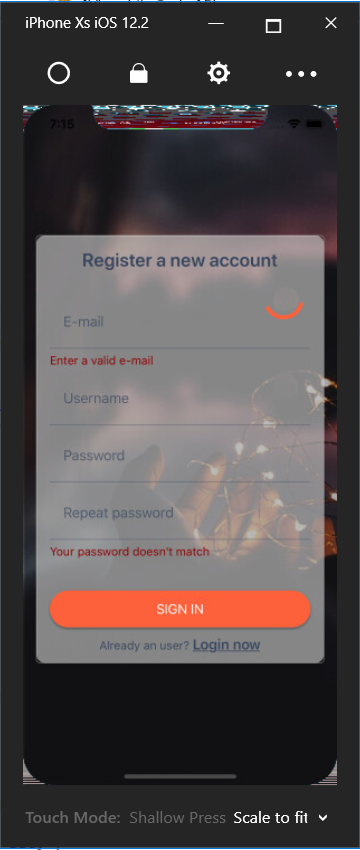 iPhone Xs iOS 12.2
7:15
Register a new account
E-mail
Enter a valid e-mail
Username
Password
Repeat password
Your password doesn't match
SIGN IN
Already an user? Login now
Touch Mode: Shallow Press Scale to fit